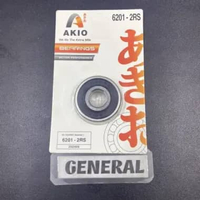 AKIO
6201-2RS
BEARINGS
あきお
6201 - 2RS
GENERAL